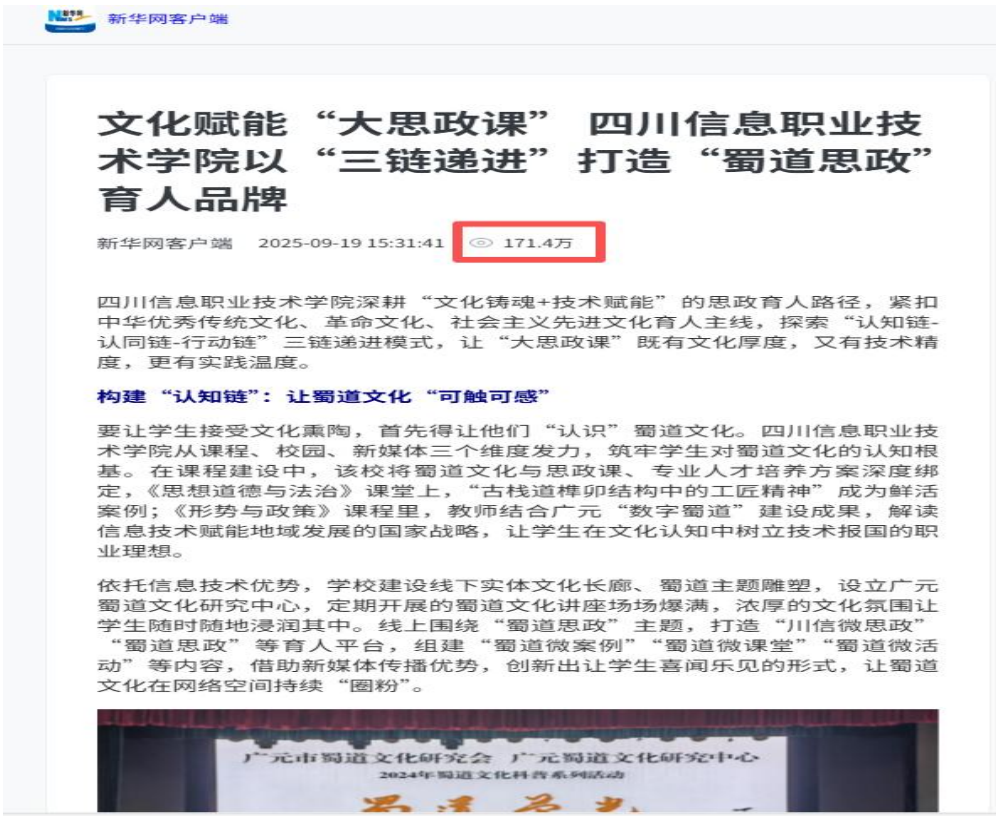 新华网客户端
文化赋能“大思政课” 四川信息职业技
术学院以“三链递进”打造“蜀道思政”
育人品牌
新华网客户端 2025-09-19 15:31:41 171.4万
四川信息职业技术学院深耕“文化铸魂+技术赋能”的思政育人路径，紧扣
中华优秀传统文化、革命文化、社会主义先进文化育人主线，探索“认知链-
认同链-行动链”三链递进模式，让“大思政课”既有文化厚度，又有技术精
度，更有实践温度。
构建“认知链”：让蜀道文化“可触可感”
要让学生接受文化熏陶，首先得让他们“认识”蜀道文化。四川信息职业技
术学院从课程、校园、新媒体三个维度发力，筑牢学生对蜀道文化的认知根
基。在课程建设中，该校将蜀道文化与思政课、专业人才培养方案深度绑
定，《思想道德与法治》课堂上，“古栈道榫卯结构中的工匠精神”成为鲜活
案例；《形势与政策》课程里，教师结合广元“数字蜀道”建设成果，解读
信息技术赋能地域发展的国家战略，让学生在文化认知中树立技术报国的职
业理想。
依托信息技术优势，学校建设线下实体文化长廊、蜀道主题雕塑，设立广元
蜀道文化研究中心，定期开展的蜀道文化讲座场场爆满，浓厚的文化氛围让
学生随时随地浸润其中。线上围绕“蜀道思政”主题，打造“川信微思政”
“蜀道思政”等育人平台，组建“蜀道微案例”“蜀道微课堂”“蜀道微活
动”等内容，借助新媒体传播优势，创新出让学生喜闻乐见的形式，让蜀道
文化在网络空间持续“圈粉”。
广元市蜀道文化研究会 广元蜀道文化研究中心
2024年蜀道文化科普系列活动